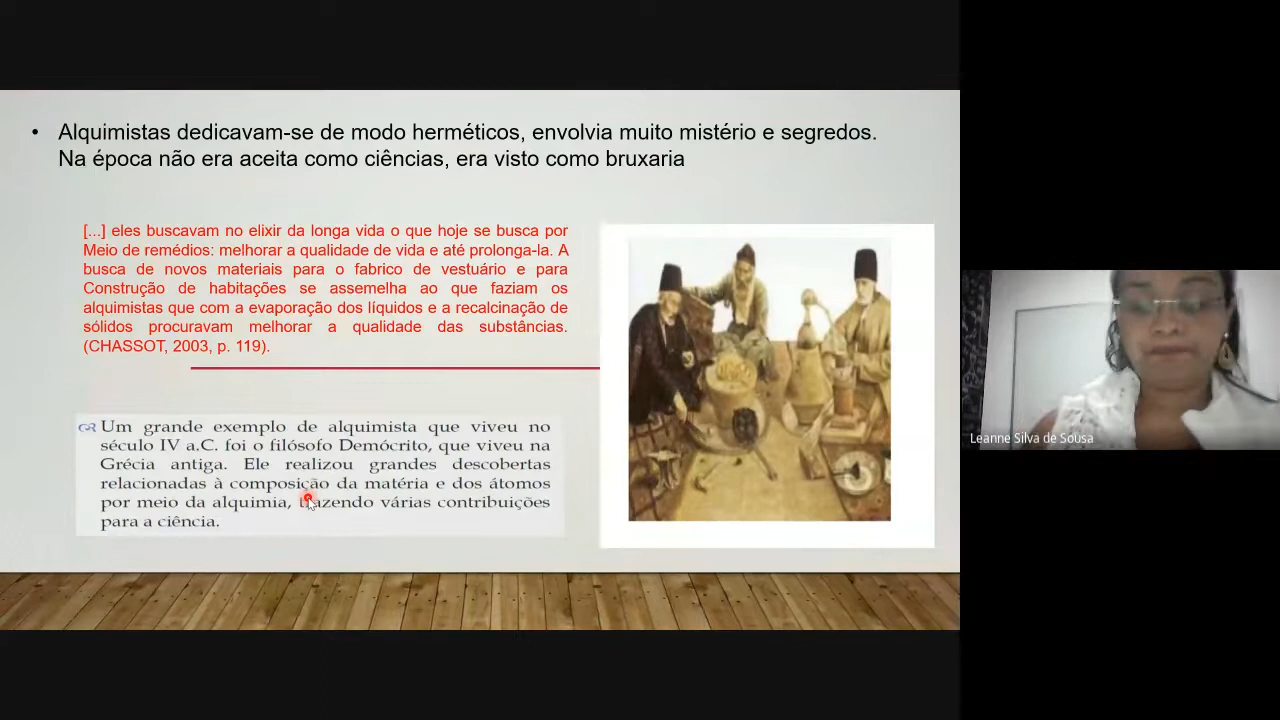 • Alquimistas dedicavam-se de modo herméticos, envolvia muito mistério e segredos.
Na época não era aceita como ciências, era visto como bruxaria
[...] eles buscavam no elixir da longa vida o que hoje se busca por
Meio de remédios: melhorar a qualidade de vida e até prolonga-la. A
busca de novos materiais para o fabrico de vestuário e para
Construção de habitações se assemelha ao que faziam os
alquimistas que com a evaporação dos líquidos e a recalcinação de
sólidos procuravam melhorar a qualidade das substâncias.
(CHASSOT, 2003, p. 119).
Um grande exemplo de alquimista que viveu no
século IV a.C. foi o filósofo Demócrito, que viveu na
Grécia antiga. Ele realizou grandes descobertas
relacionadas à composição da matéria e dos átomos
por meio da alquimia, trazendo várias contribuições
para a ciência.
Leanne Silva de Sousa